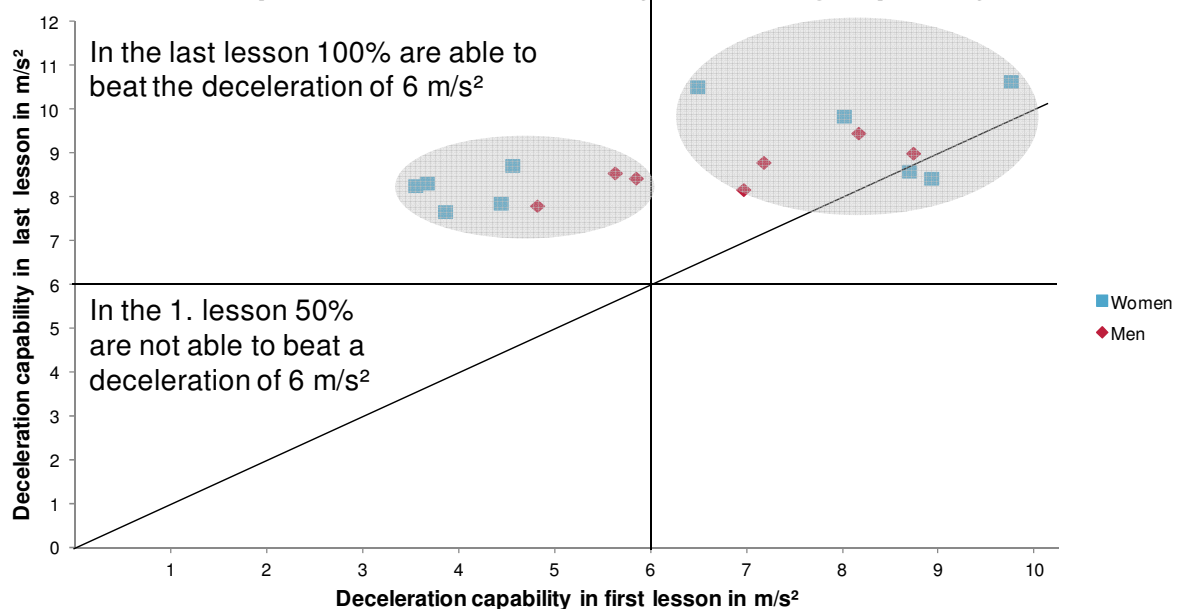 12
11
10
9
8
7
6
5
4
3
2
1
0
Deceleration capability in last lesson in m/s²
In the last lesson 100% are able to
beat the deceleration of 6 m/s²
In the 1. lesson 50%
are not able to beat a
deceleration of 6 m/s²
Women
Men
1 2 3 4 5 6 7 8 9 10
Deceleration capability in first lesson in m/s²